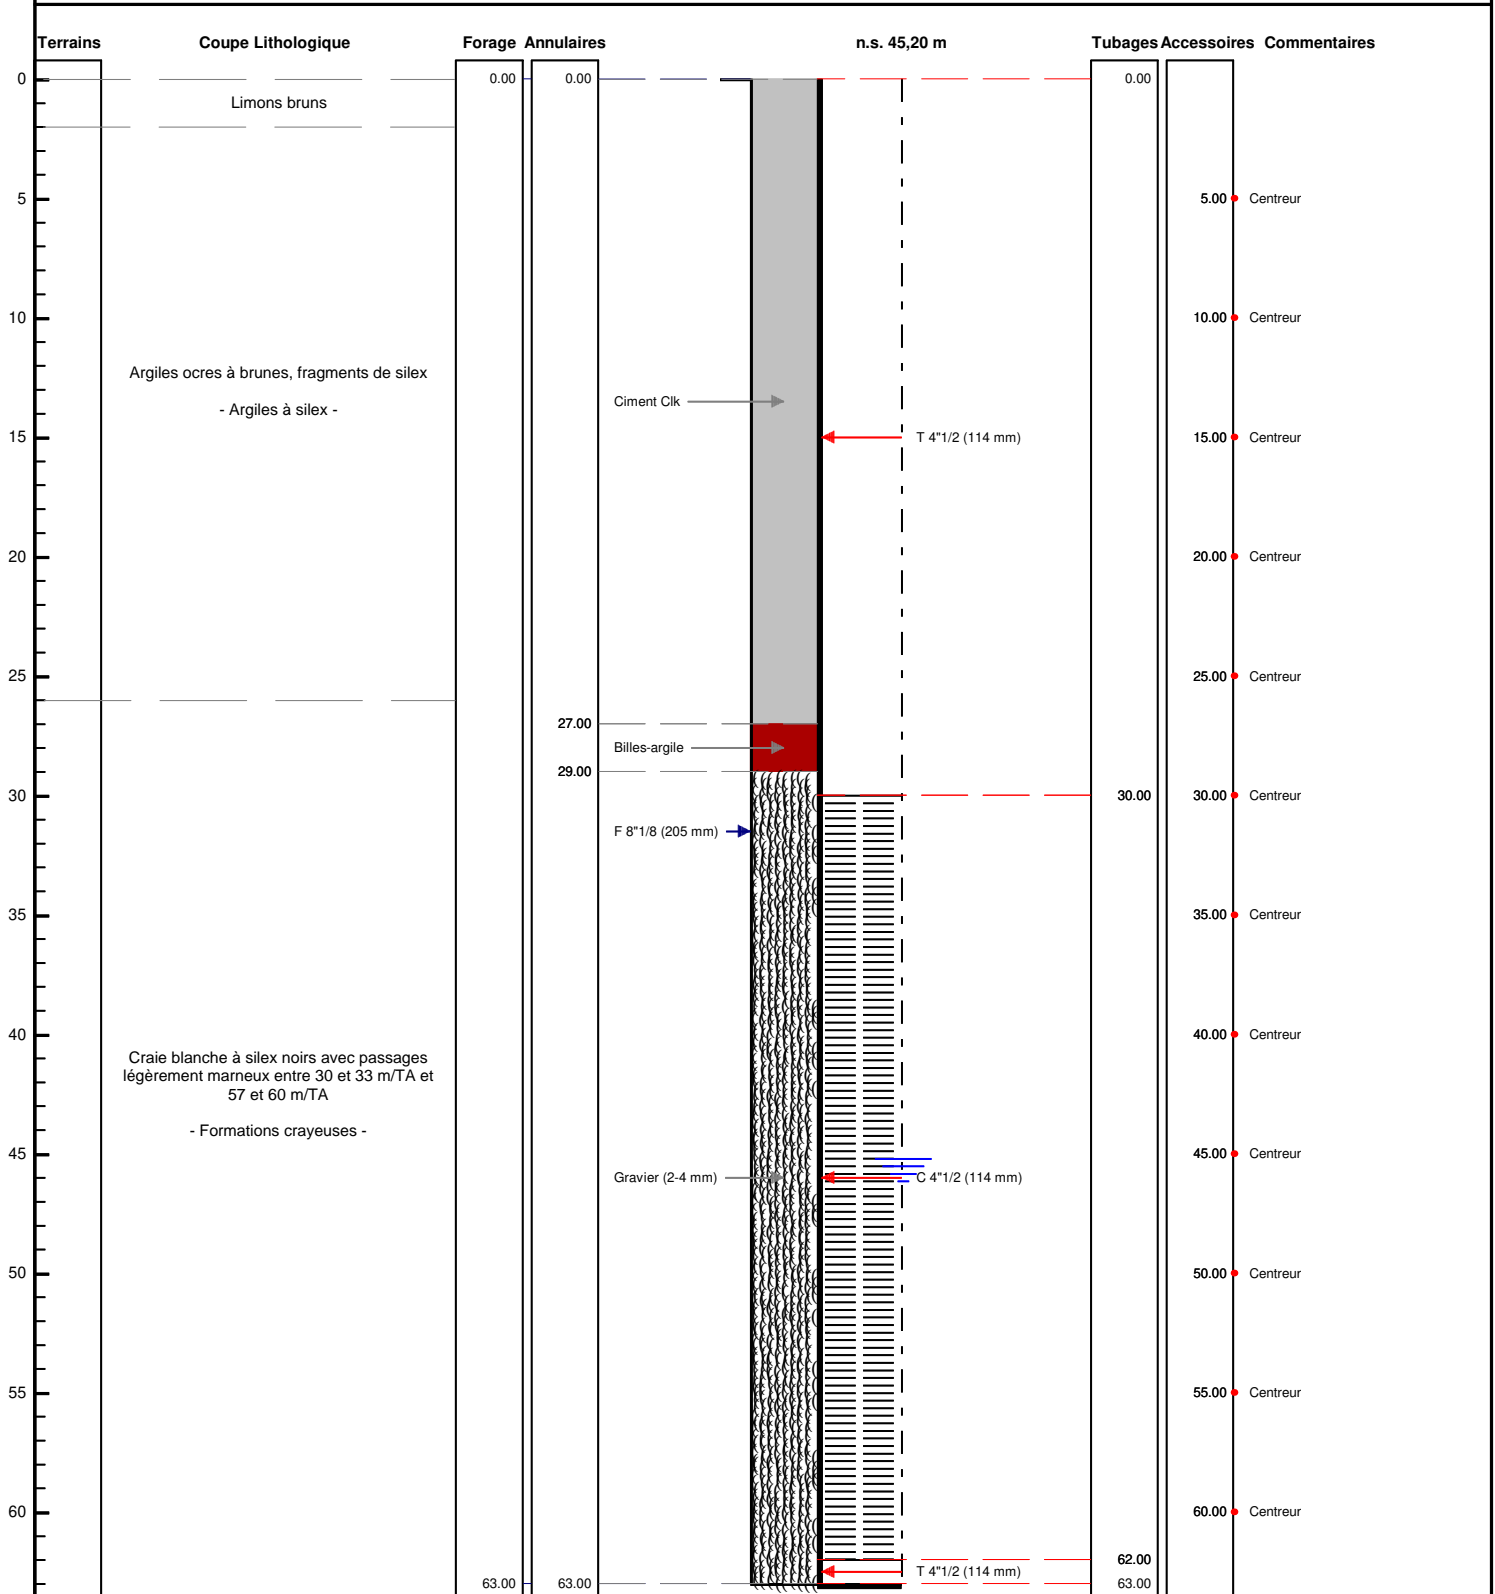 Terrains Coupe Lithologique Forage Annulaires n.s. 45,20 m Tubages Accessoires Commentaires
0 0.00 0.00 0.00
Limons bruns
5 5.00 Centreur
10 10.00 Centreur
Argiles ocres à brunes, fragments de silex
Ciment Clk
- Argiles à silex -
15 T 4"1/2 (114 mm) 15.00 Centreur
20 20.00 Centreur
25 25.00 Centreur
27.00
Billes-argile
29.00
30 30.00 30.00 Centreur
F 8"1/8 (205 mm)
35 35.00 Centreur
40 40.00 Centreur
Craie blanche à silex noirs avec passages
légèrement marneux entre 30 et 33 m/TA et
57 et 60 m/TA
- Formations crayeuses -
45 45.00 Centreur
Gravier (2-4 mm) C 4"1/2 (114 mm)
50 50.00 Centreur
55 55.00 Centreur
60 60.00 Centreur
62.00
T 4"1/2 (114 mm)
63.00 63.00 63.00